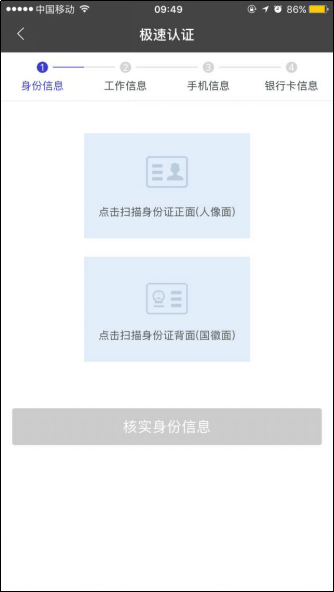 中国移动 09:49 86%
极速认证
1 2 3 4
身份信息 工作信息 手机信息 银行卡信息
点击扫描身份证正面(人像面)
点击扫描身份证背面(国徽面)
核实身份信息